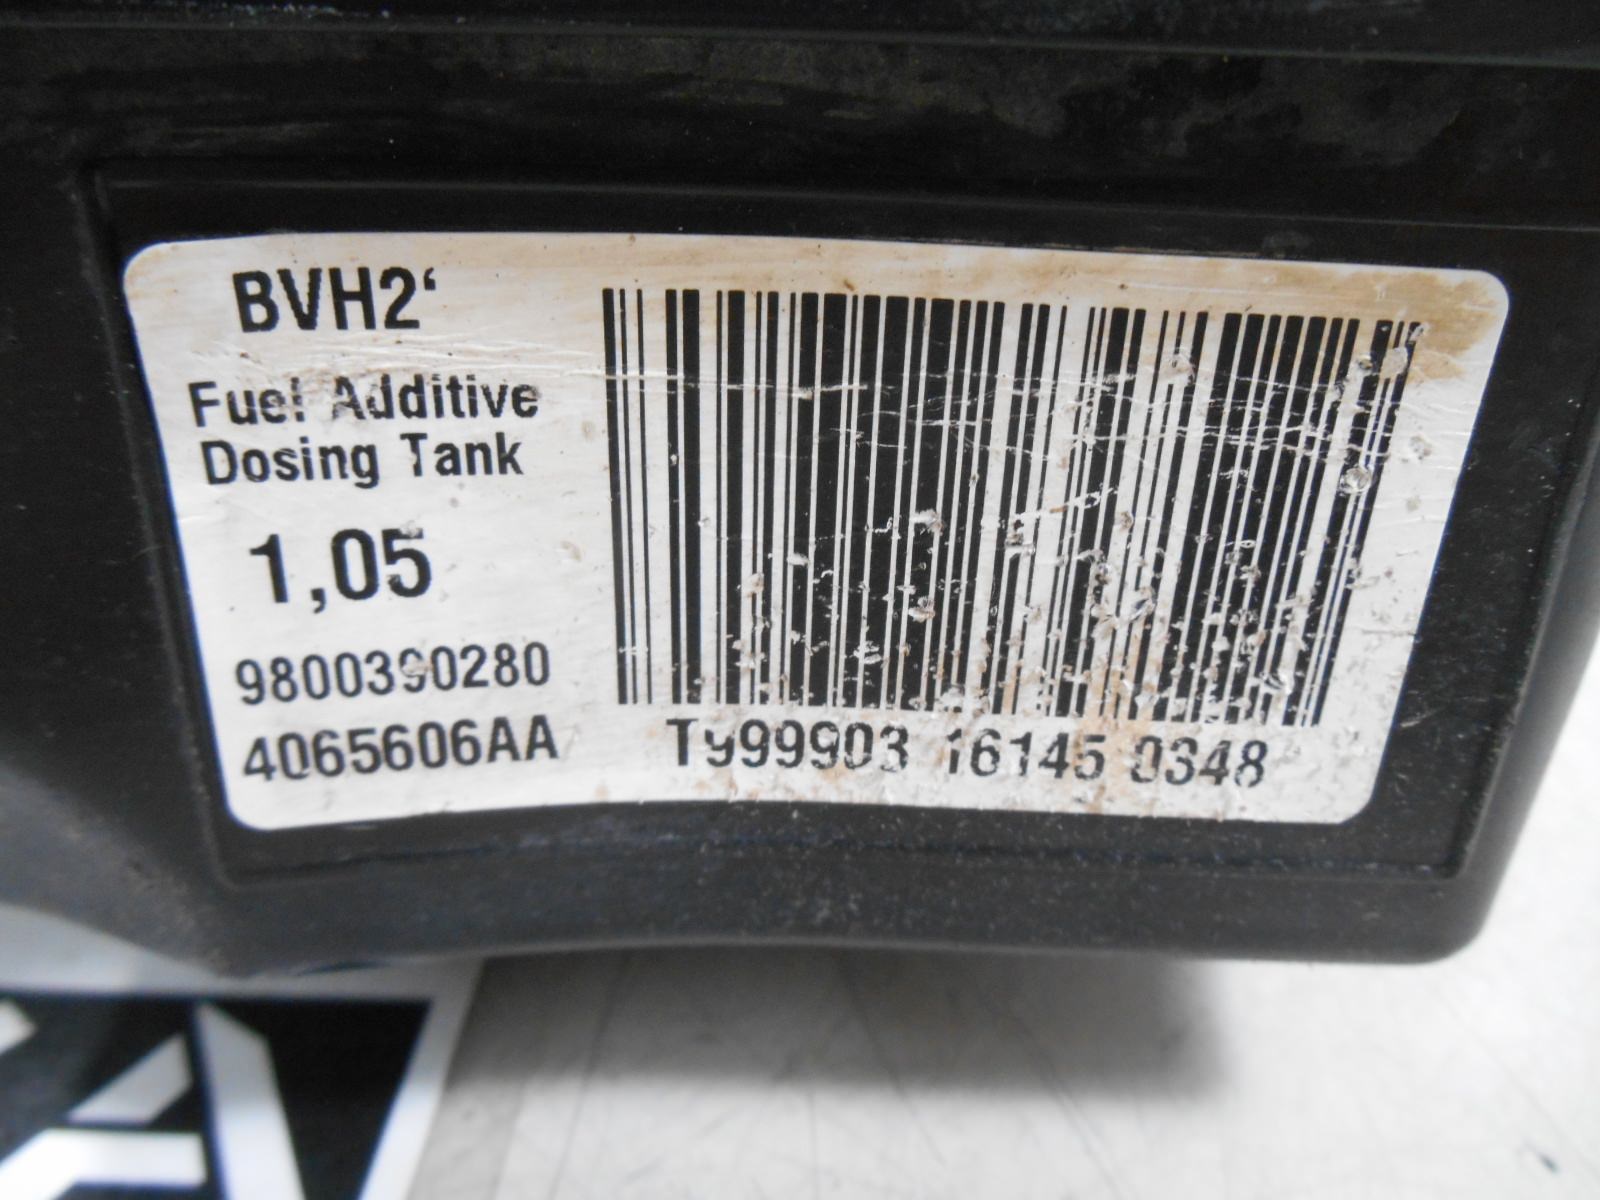 BVH2‘
Fuel Additive
Dosing Tank
1,05
9800390280
4065606AA
T999903 16145 0348